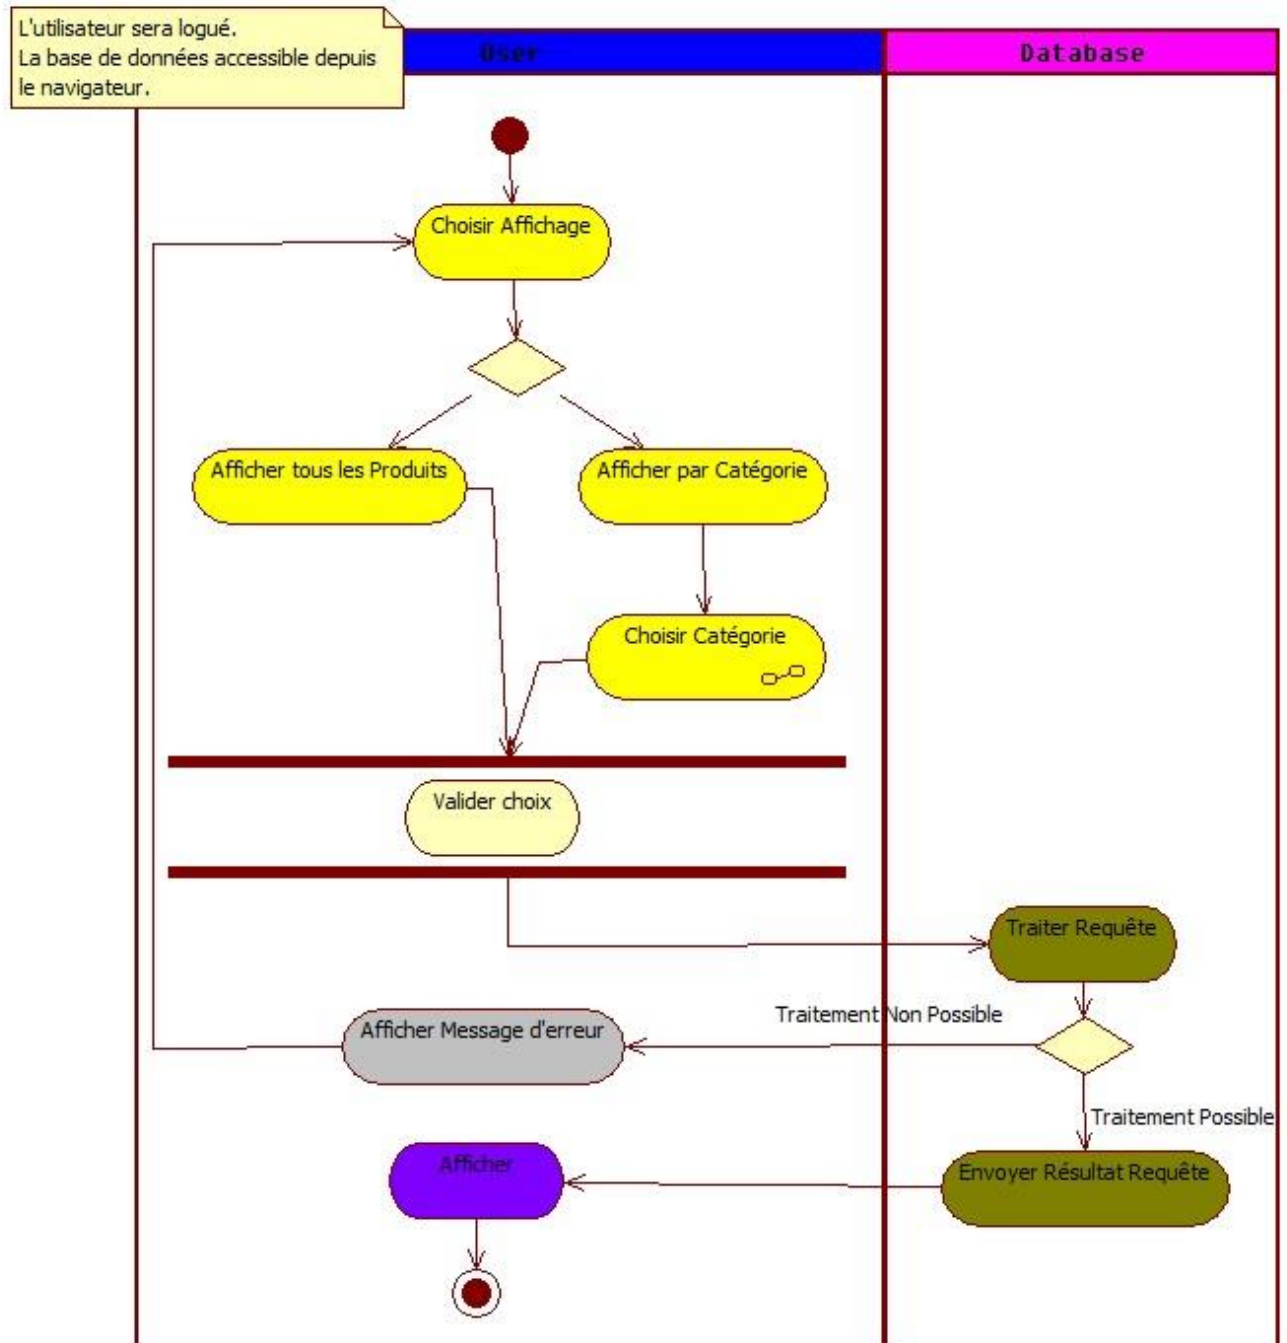 L'utilisateur sera logué.
La base de données accessible depuis
le navigateur.
User
Database
Choisir Affichage
Afficher tous les Produits
Afficher par Catégorie
Choisir Catégorie
Valider choix
Traiter Requête
Traitement Non Possible
Afficher Message d'erreur
Traitement Possible
Afficher
Envoyer Résultat Requête